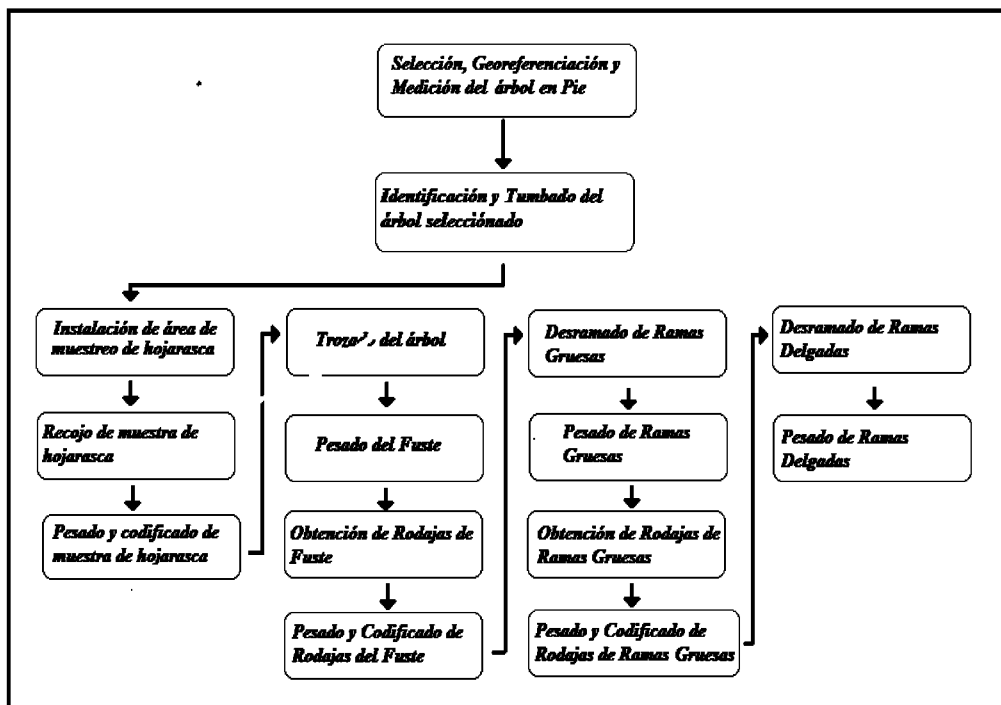 Selección, Georeferenciación y
Medición del árbol en Pie
Identificación y Tumbado del
árbol selecciónado
Instalación de área de
muestreo de hojarasca
Recojo de muestra de
hojarasca
Pesado y codificado de
muestra de hojarasca
del árbol
Pesado del Fuste
Obtención de Rodajas de
Fuste
Pesado y Codificado de
Rodajas del Fuste
Desramado de Ramas
Gruesas
Pesado de Ramas
Gruesas
Obtención de Rodajas de
Ramas Gruesas
Pesado y Codificado de
Rodajas de Ramas Gruesas
Desramado de Ramas
Delgadas
Pesado de Ramas
Delgadas